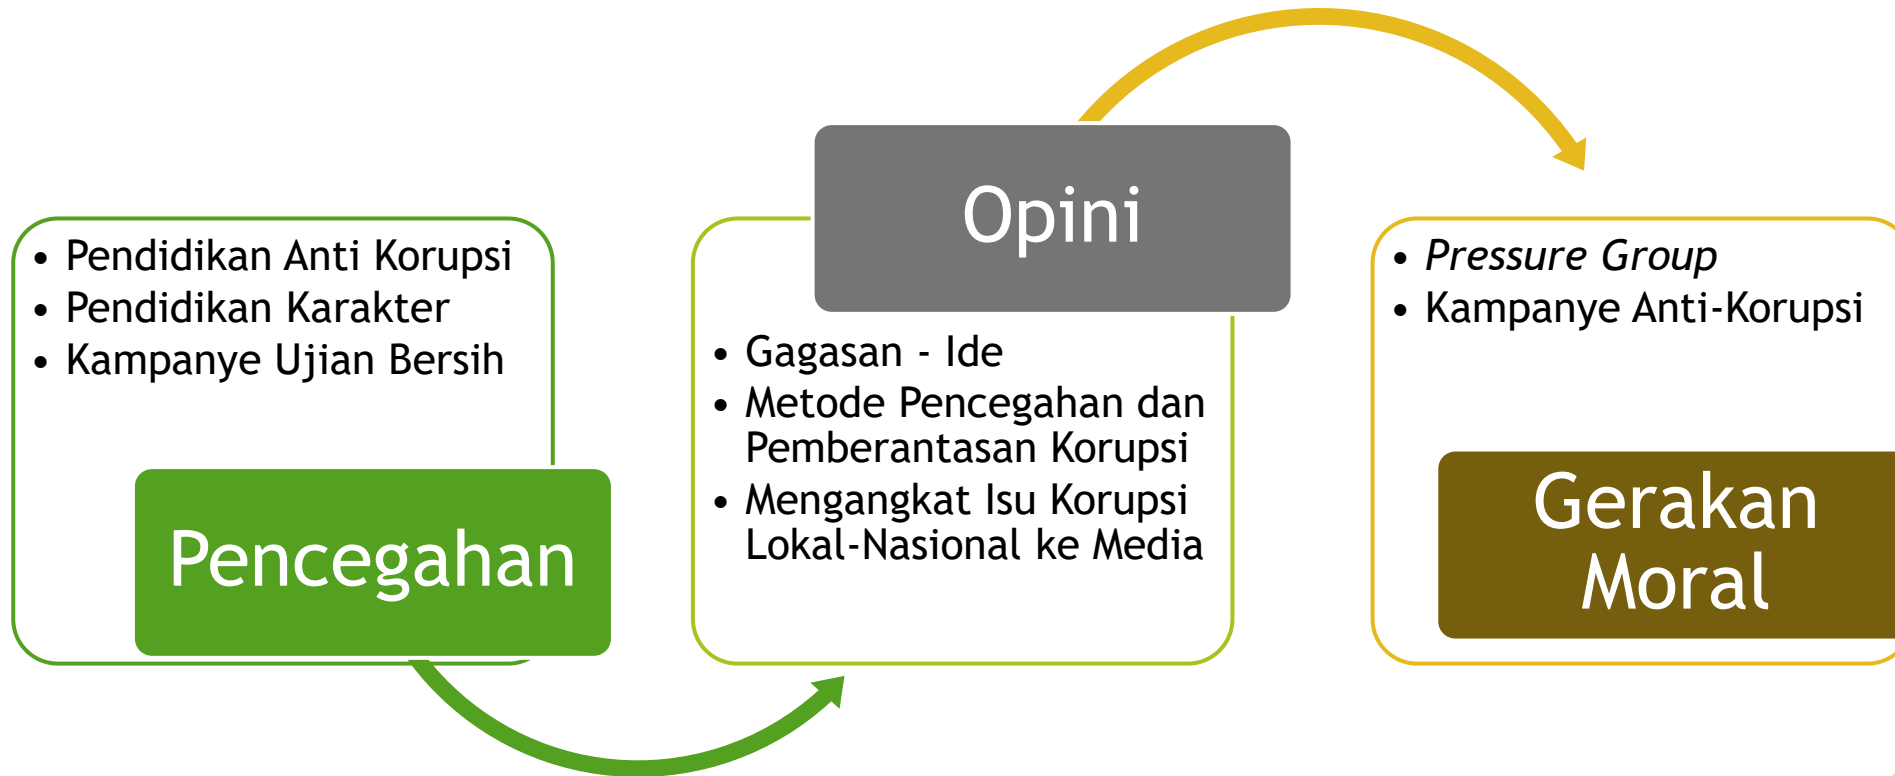 • Pendidikan Anti Korupsi
• Pendidikan Karakter
• Kampanye Ujian Bersih
Pencegahan
Opini
• Gagasan - Ide
• Metode Pencegahan dan
Pemberantasan Korupsi
• Mengangkat Isu Korupsi
Lokal-Nasional ke Media
• Pressure Group
• Kampanye Anti-Korupsi
Gerakan
Moral